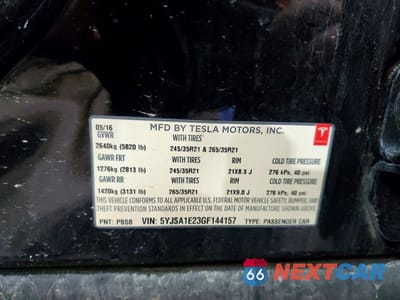 05/16 MFD BY TESLA MOTORS, INC.
GVWR WITH TIRES
2640kg (5820 lb) 245/35R21 & 265/35R21
GAWR FRT WITH TIRES RIM COLD TIRE PRESSURE
1276kg (2813 lb) 245/35R21 21X8.5 J 276 kPa, 40 psi
GAWR RR WITH TIRES RIM COLD TIRE PRESSURE
1420kg (3131 lb) 265/35R21 21X9.0 J 276 kPa, 40 psi
THIS VEHICLE CONFORMS TO ALL APPLICABLE U.S. FEDERAL MOTOR VEHICLE SAFETY, BUMPER, AND
THEFT PREVENTION STANDARDS IN EFFECT ON THE DATE OF MANUFACTURE SHOWN ABOVE.
PNT: PBSB VIN: 5YJSA1E23GF144157 TYPE: PASSENGER CAR
TESLA
66 NEXTCAR